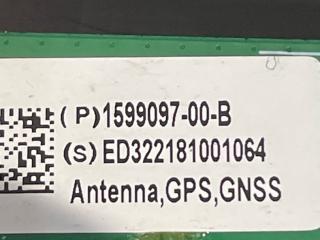 (P)1599097-00-B
(S)ED322181001064
Antenna,GPS,GNSS